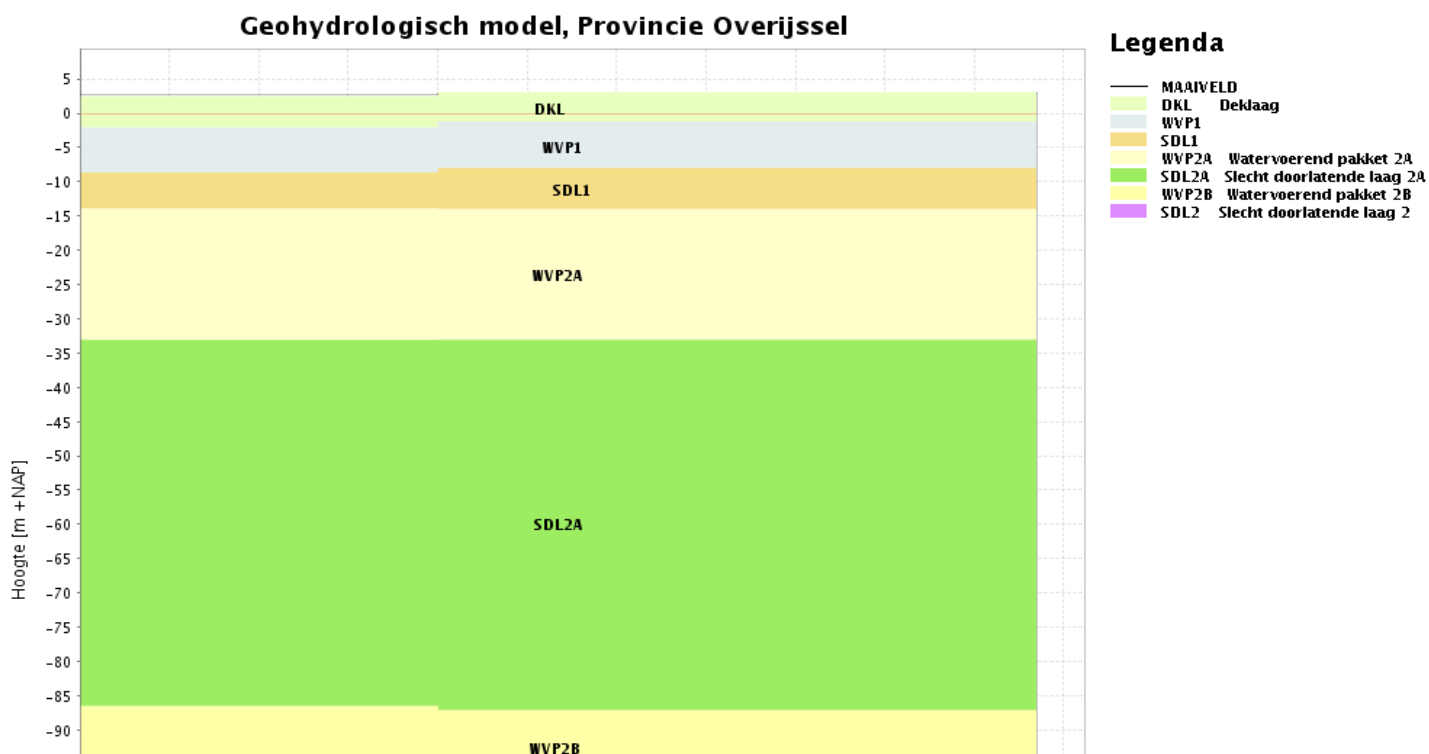 Geohydrologisch model, Provincie Overijssel
Legenda
MAAIVELD
DKL Deklaag
WVP1
SDL1
WVP2A Watervoerend pakket 2A
SDL2A Slecht doorlatende laag 2A
WVP2B Watervoerend pakket 2B
SDL2 Slecht doorlatende laag 2
Hoogte [m +NAP]
5
0
-5
-10
-15
-20
-25
-30
-35
-40
-45
-50
-55
-60
-65
-70
-75
-80
-85
-90
DKL
WVP1
SDL1
WVP2A
SDL2A
WVP2B